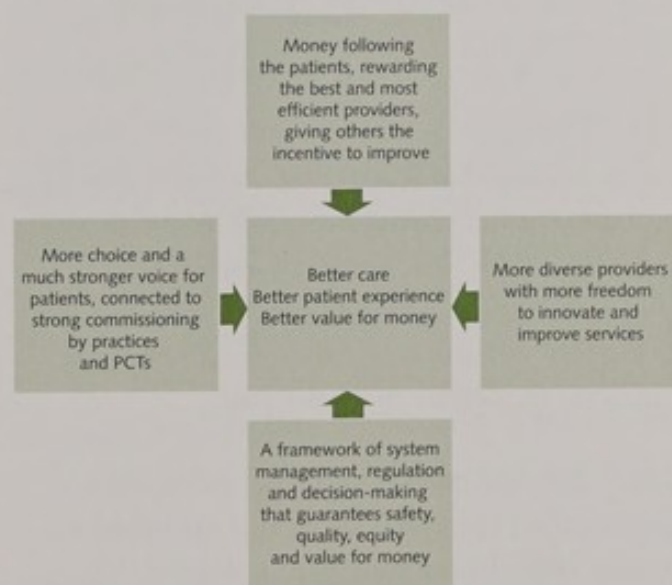 Money following
the patients, rewarding
the best and most
efficient providers,
giving others the
incentive to improve
More choice and a
much stronger voice for
patients, connected to
strong commissioning
by practices
and PCTs
Better care
Better patient experience
Better value for money
More diverse providers
with more freedom
to innovate and
improve services
A framework of system
management, regulation
and decision-making
that guarantees safety,
quality, equity
and value for money